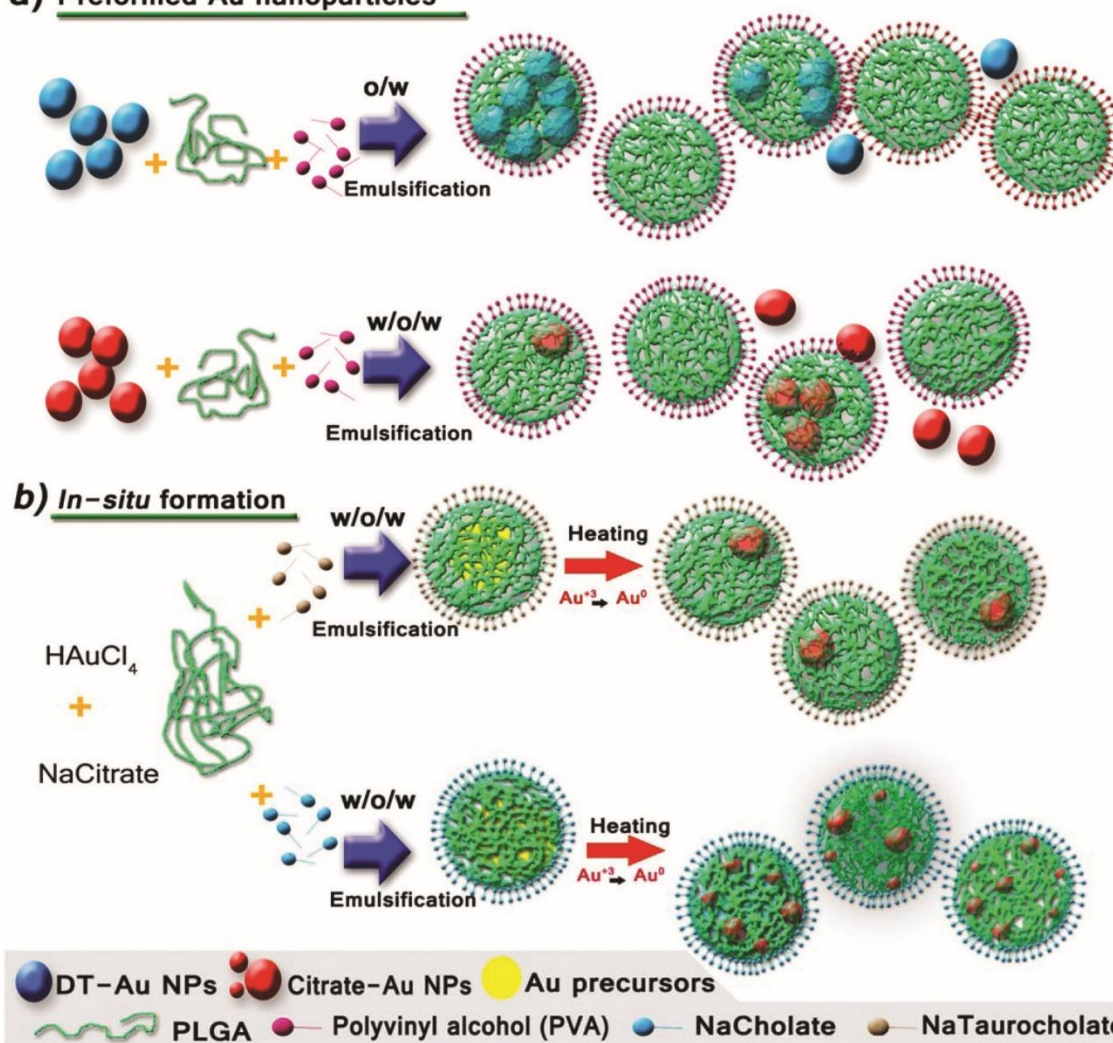 a) Preformed Au nanoparticles
o/w
+ + Emulsification
w/o/w
+ +
Emulsification
b) In-situ formation
w/o/w
Heating
+
Au+3 → Au0
Emulsification
HAuCl4
+
NaCitrate
+
w/o/w
Heating
Au+3 → Au0
Emulsification
DT-Au NPs Citrate-Au NPs Au precursors
PLGA Polyvinyl alcohol (PVA) NaCholate NaTaurocholate